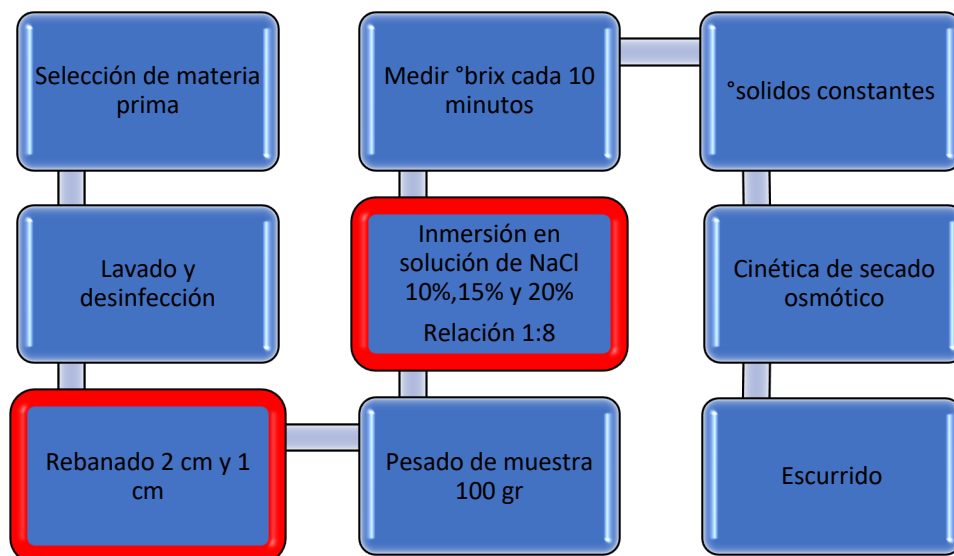 Selección de materia
prima
Lavado y
desinfección
Rebanado 2 cm y 1
cm
Pesado de muestra
100 gr
Inmersión en
solución de NaCl
10%,15% y 20%
Relación 1:8
Medir °brix cada 10
minutos
°solidos constantes
Cinética de secado
osmótico
Escurrido